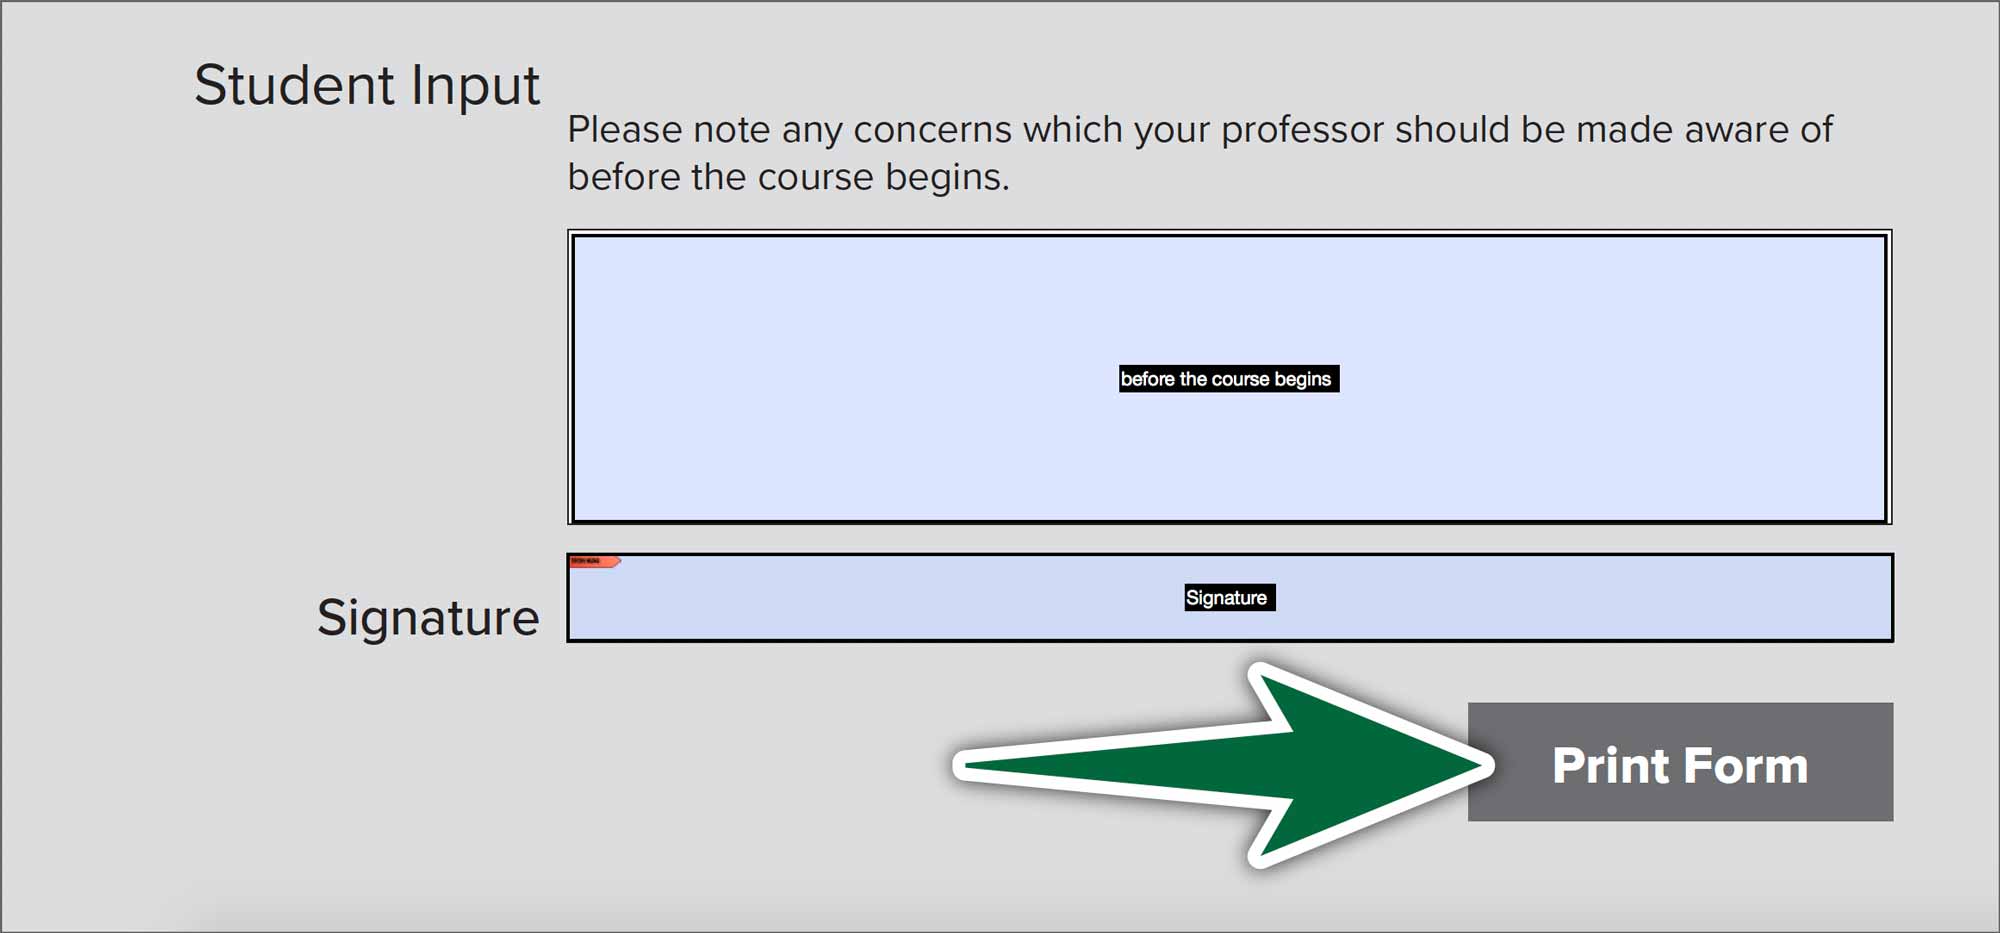 Student Input
Please note any concerns which your professor should be made aware of
before the course begins.
before the course begins
Signature
Signature
Print Form